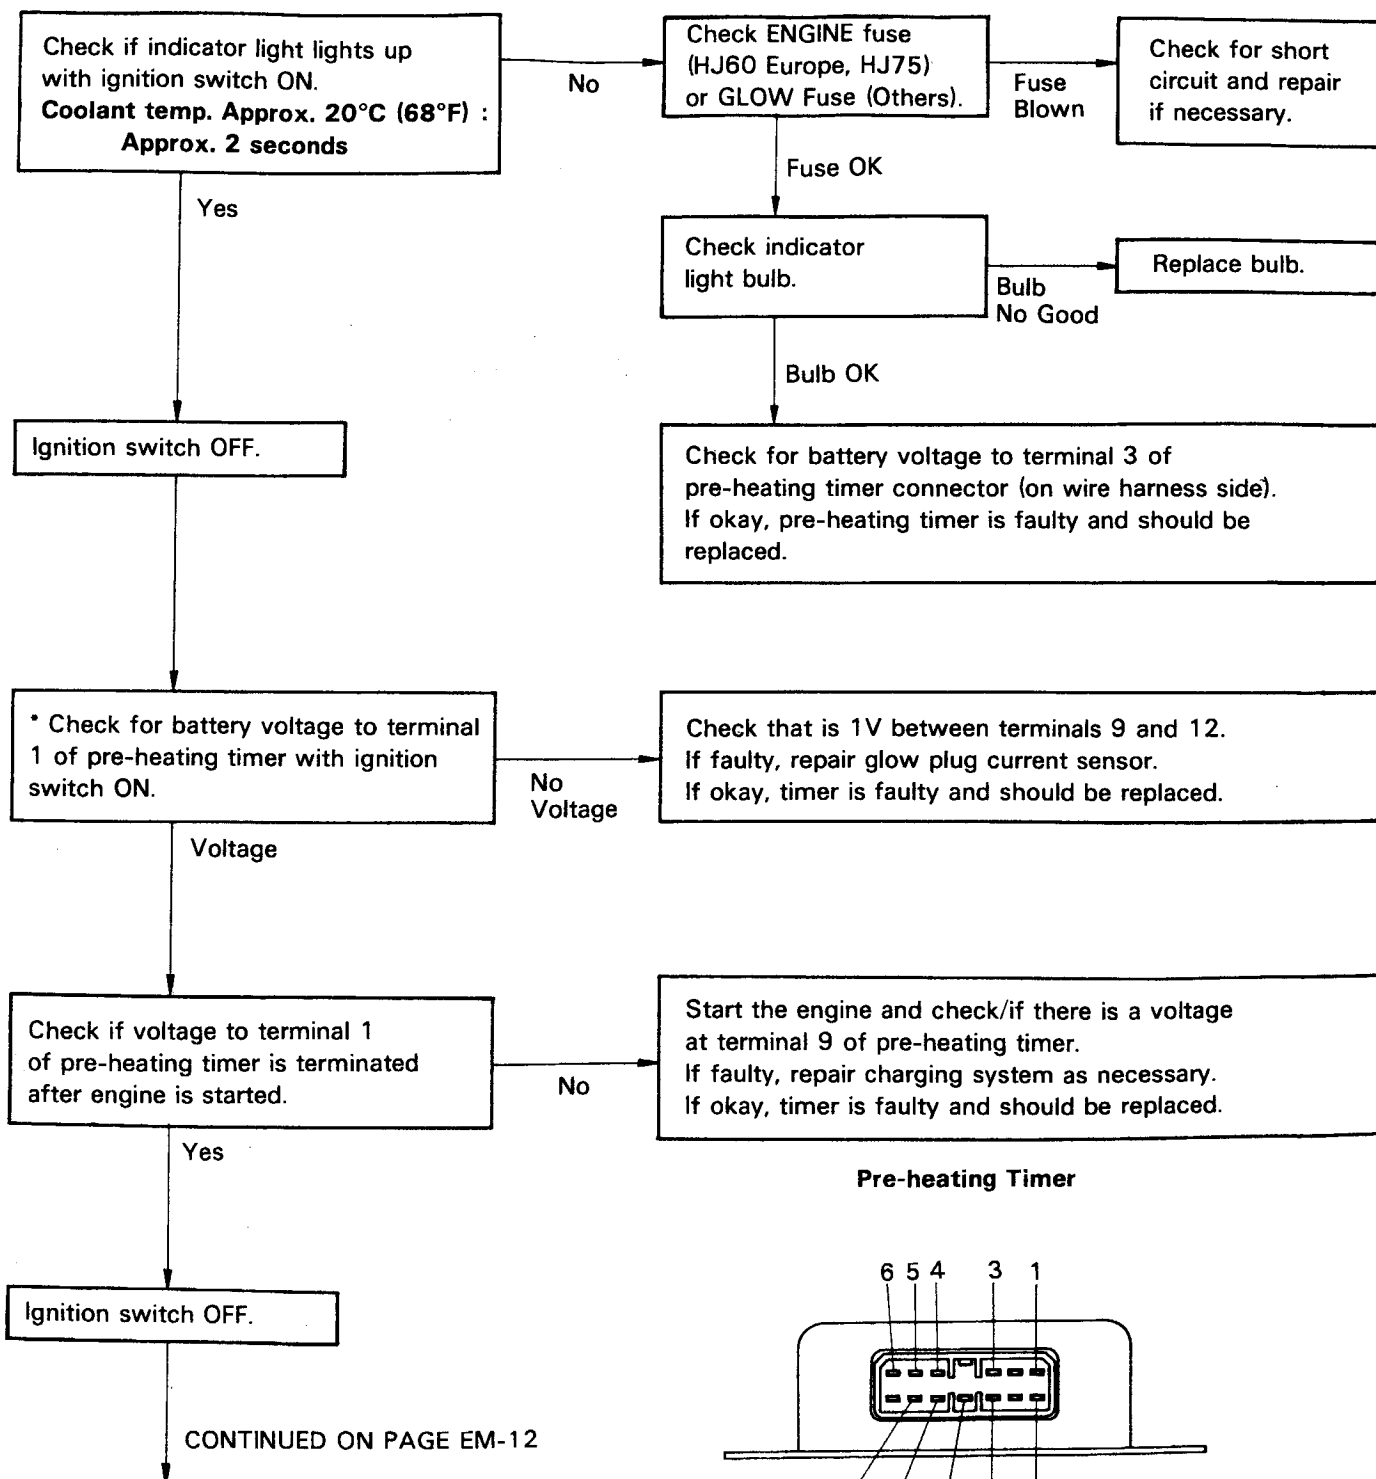 Check if indicator light lights up
with ignition switch ON.
Coolant temp. Approx. 20°C (68°F) :
Approx. 2 seconds
No
Check ENGINE fuse
(HJ60 Europe, HJ75)
or GLOW Fuse (Others).
Fuse
Blown
Check for short
circuit and repair
if necessary.
Fuse OK
Yes
Check indicator
light bulb.
Bulb
No Good
Replace bulb.
Bulb OK
Ignition switch OFF.
Check for battery voltage to terminal 3 of
pre-heating timer connector (on wire harness side).
If okay, pre-heating timer is faulty and should be
replaced.
* Check for battery voltage to terminal
1 of pre-heating timer with ignition
switch ON.
No
Voltage
Check that is 1V between terminals 9 and 12.
If faulty, repair glow plug current sensor.
If okay, timer is faulty and should be replaced.
Voltage
Check if voltage to terminal 1
of pre-heating timer is terminated
after engine is started.
No
Start the engine and check/if there is a voltage
at terminal 9 of pre-heating timer.
If faulty, repair charging system as necessary.
If okay, timer is faulty and should be replaced.
Yes
Pre-heating Timer
6 5 4 3 1
Ignition switch OFF.
CONTINUED ON PAGE EM-12